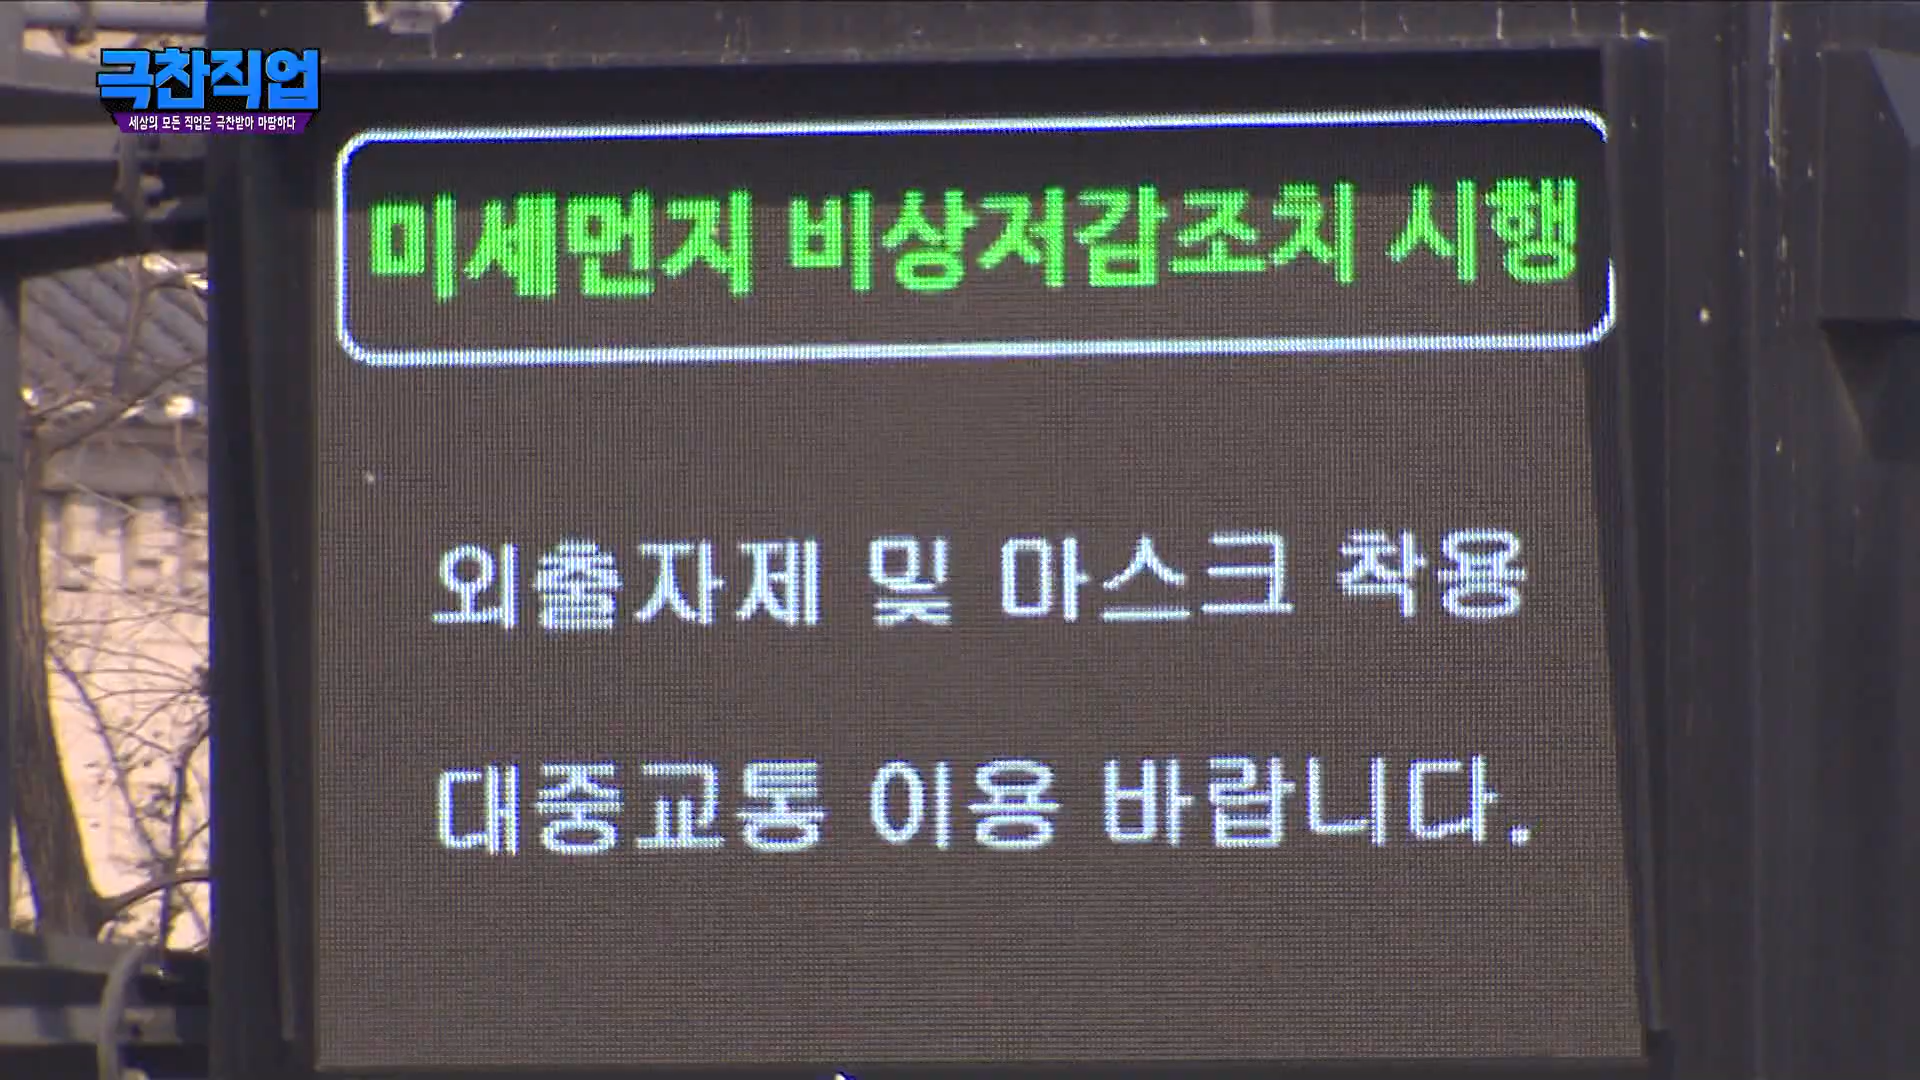 극찬직업
세상의 모든 직업은 극찬받아 마땅하다
미세먼지 비상저감조치 시행
외출자제 및 마스크 착용
대중교통 이용 바랍니다.